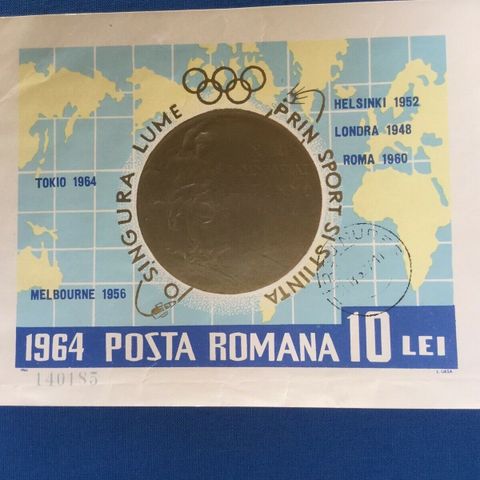 O SINGURA LUME PRIN SPORT SI STIINTA
HELSINKI 1952
LONDRA 1948
ROMA 1960
TOKIO 1964
MELBOURNE 1956
1964 POSTA ROMANA 10 LEI
140185